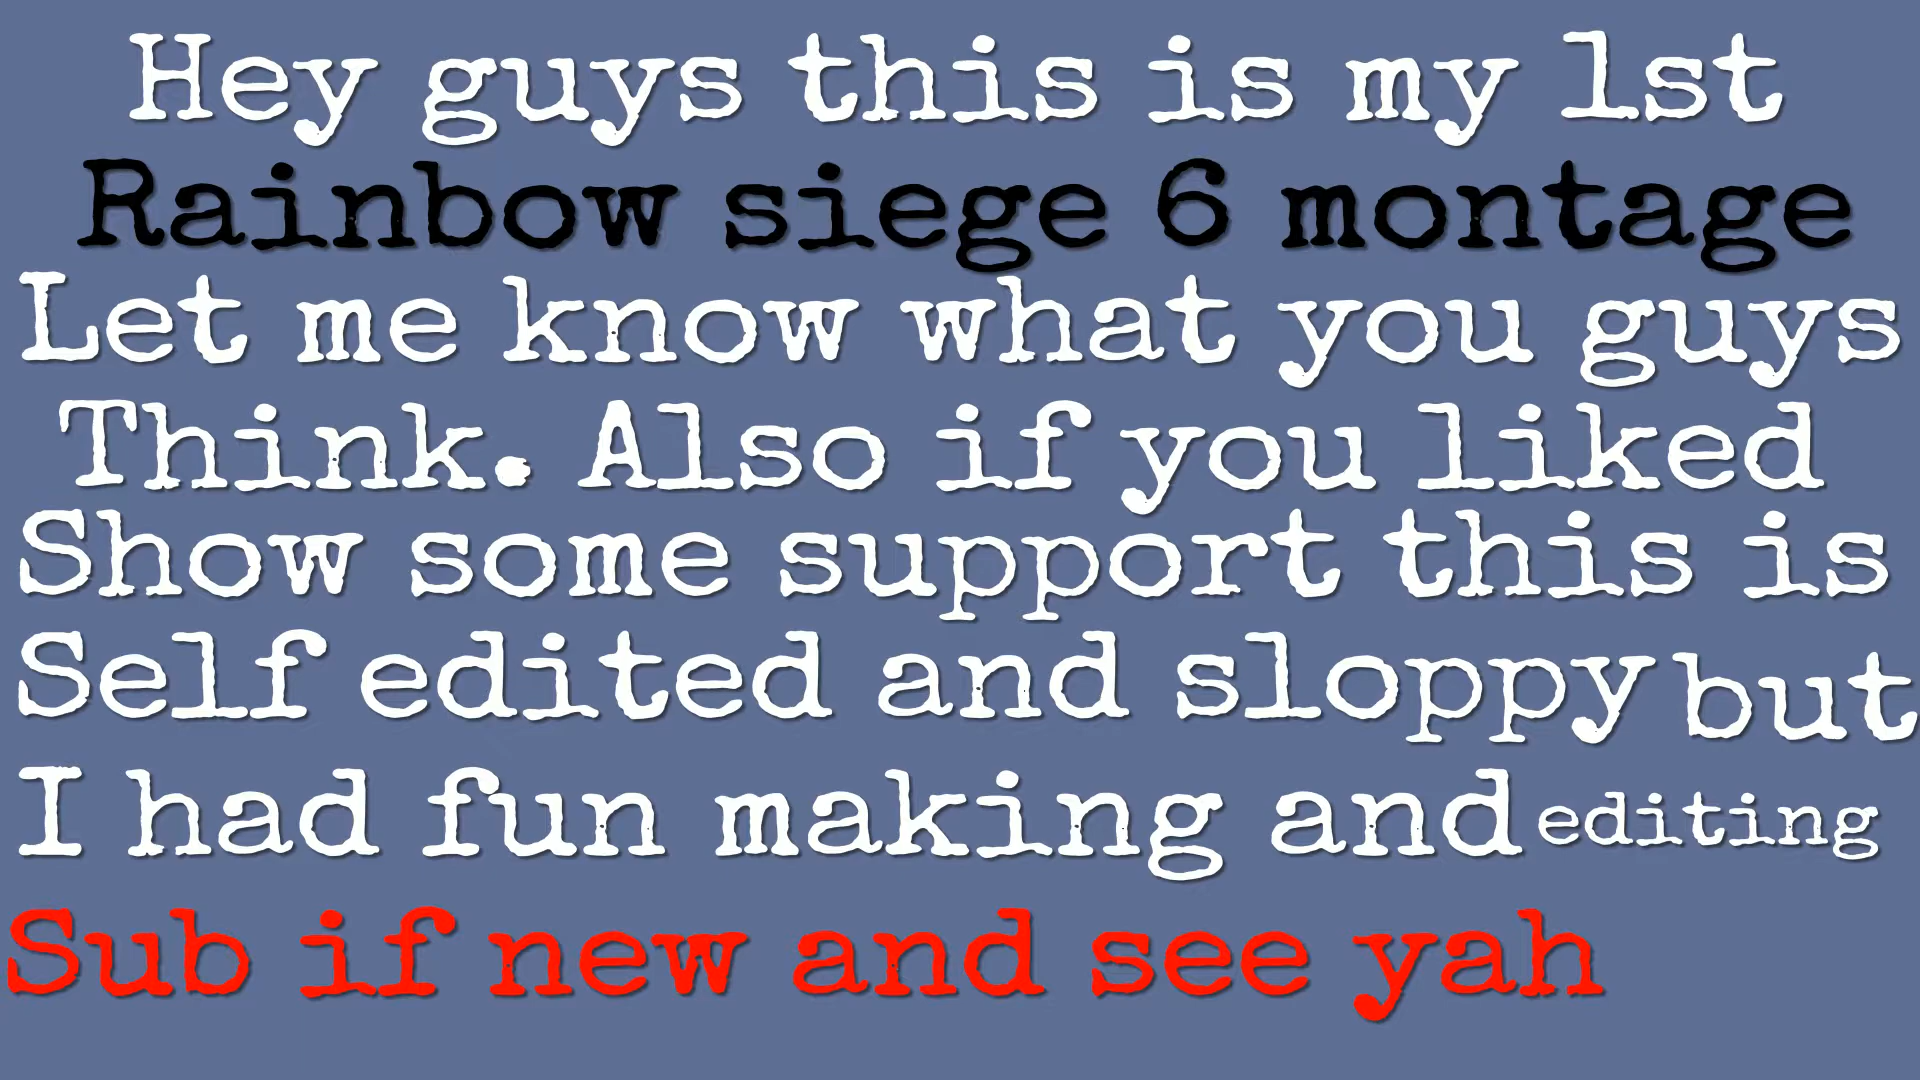 Hey guys this is my 1st
Rainbow siege 6 montage
Let me know what you guys
Think. Also if you liked
Show some support this is
Self edited and sloppy but
I had fun making and editing
Sub if new and see yah